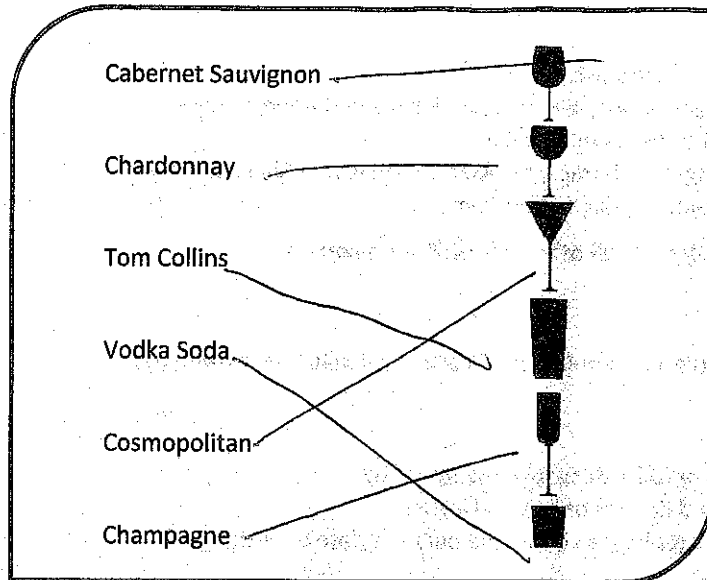 Cabernet Sauvignon
Chardonnay
Tom Collins
Vodka Soda
Cosmopolitan
Champagne